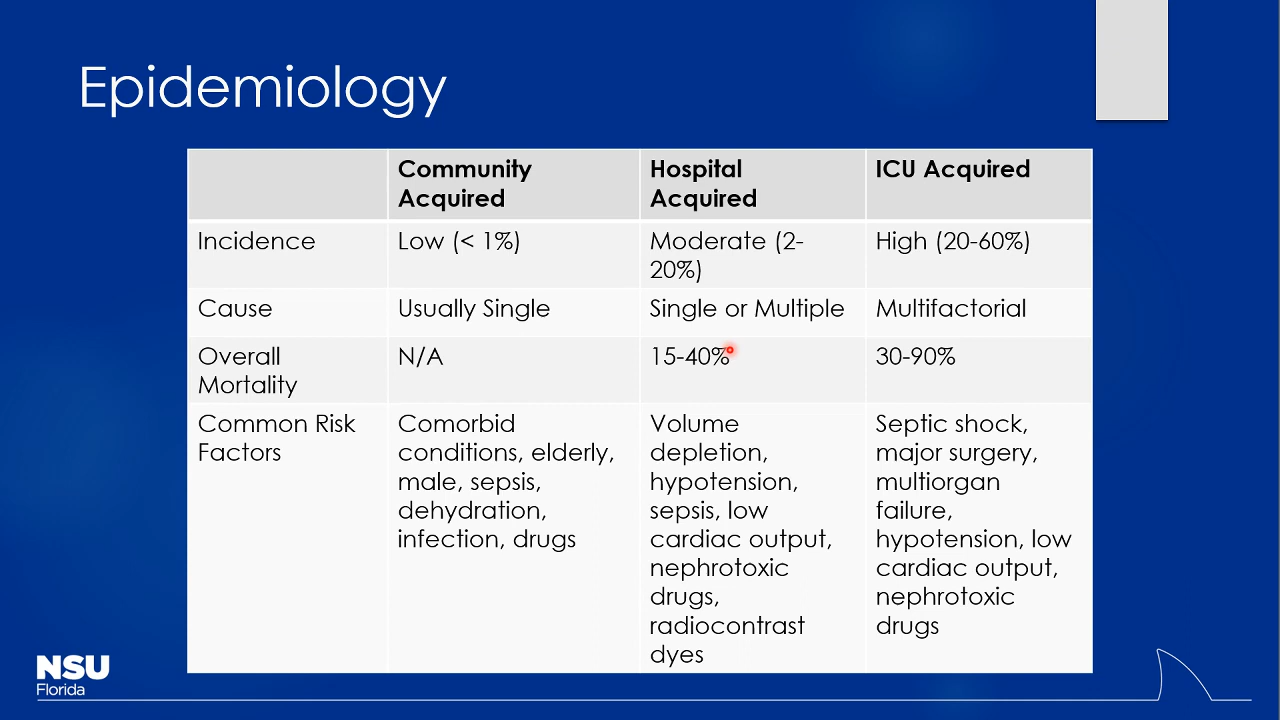 Epidemiology
Community
Acquired
Hospital
Acquired
ICU Acquired
Incidence
Low (< 1%)
Moderate (2-
20%)
High (20-60%)
Cause
Usually Single
Single or Multiple
Multifactorial
Overall
Mortality
N/A
15-40%
30-90%
Common Risk
Factors
Comorbid
conditions, elderly,
male, sepsis,
dehydration,
infection, drugs
Volume
depletion,
hypotension,
sepsis, low
cardiac output,
nephrotoxic
drugs,
radiocontrast
dyes
Septic shock,
major surgery,
multiorgan
failure,
hypotension, low
cardiac output,
nephrotoxic
drugs
NSU
Florida